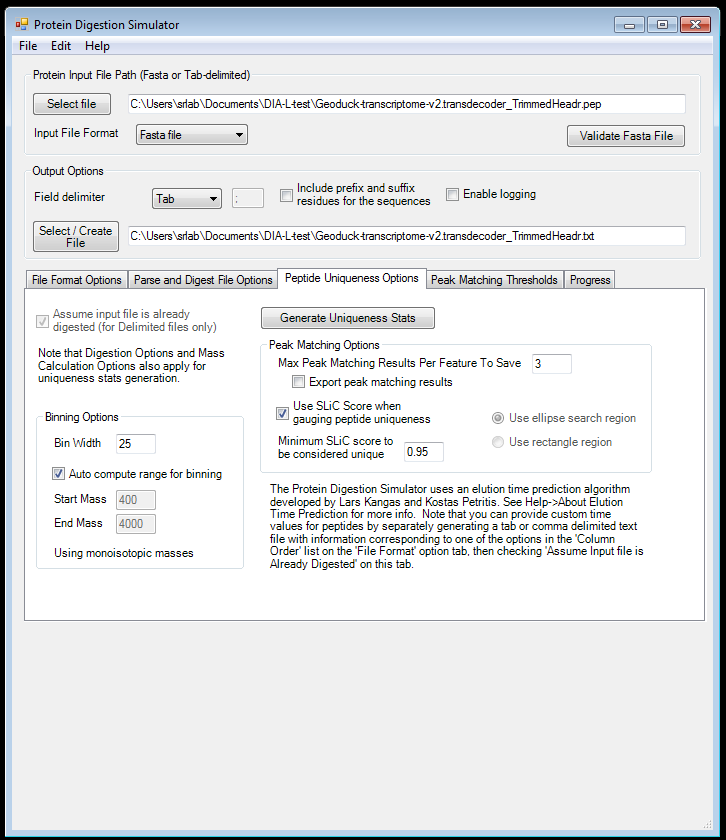 Protein Digestion Simulator
File Edit Help
Protein Input File Path (Fasta or Tab-delimited)
Select file
C:\Users\srlab\Documents\DIA-L-test\Geoduck-transcriptome-v2.transdecoder_TrimmedHeadr.pep
Input File Format
Fasta file
Validate Fasta File
Output Options
Field delimiter
Tab
;
Include prefix and suffix
residues for the sequences
Enable logging
Select / Create
File
C:\Users\srlab\Documents\DIA-L-test\Geoduck-transcriptome-v2.transdecoder_TrimmedHeadr.txt
File Format Options
Parse and Digest File Options
Peptide Uniqueness Options
Peak Matching Thresholds
Progress
Assume input file is already
digested (for Delimited files only)
Generate Uniqueness Stats
Note that Digestion Options and Mass
Calculation Options also apply for
uniqueness stats generation.
Peak Matching Options
Max Peak Matching Results Per Feature To Save
3
Export peak matching results
Use SLiC Score when
gauging peptide uniqueness
Use ellipse search region
Minimum SLiC score to
be considered unique
0.95
Use rectangle region
Binning Options
Bin Width
25
Auto compute range for binning
Start Mass
400
End Mass
4000
Using monoisotopic masses
The Protein Digestion Simulator uses an elution time prediction algorithm
developed by Lars Kangas and Kostas Petritis. See Help->About Elution
Time Prediction for more info.  Note that you can provide custom time
values for peptides by separately generating a tab or comma delimited text
file with information corresponding to one of the options in the 'Column
Order' list on the 'File Format' option tab, then checking 'Assume Input file is
Already Digested' on this tab.